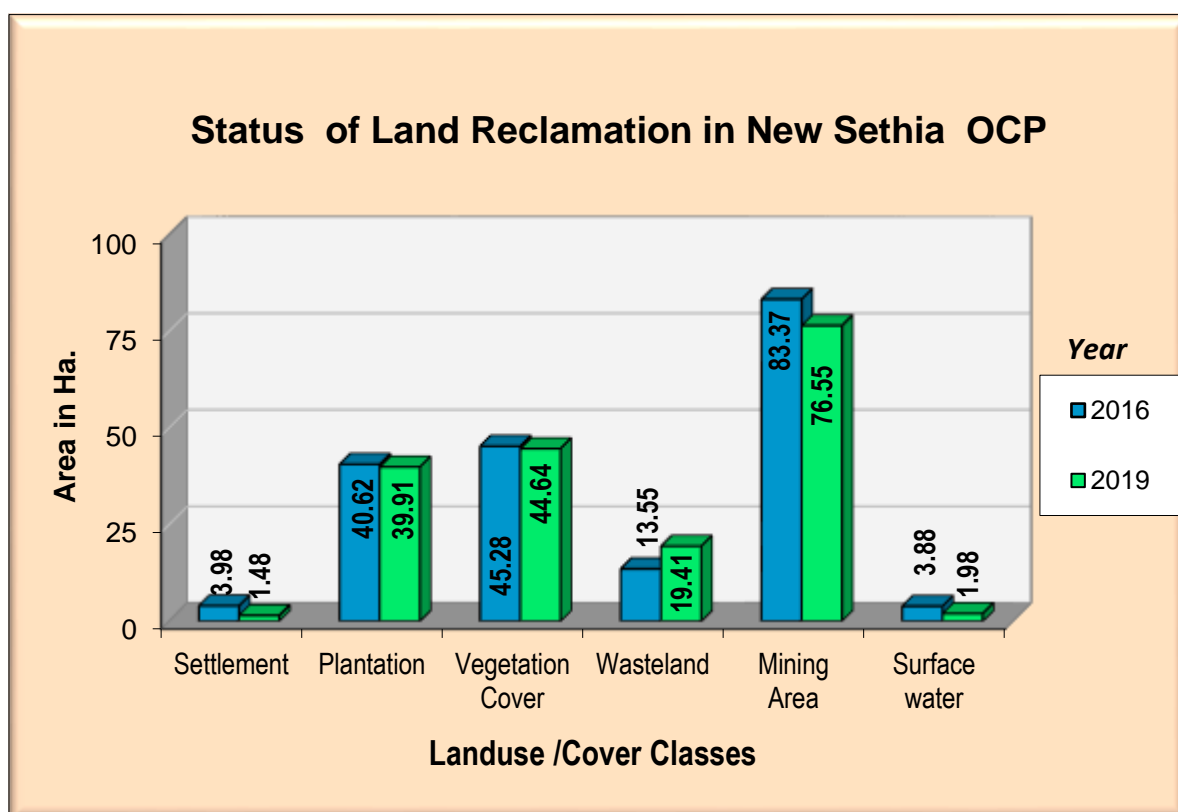 Status of Land Reclamation in New Sethia OCP
100
75
50
25
0
Area in Ha.
3.98
1.48
40.62
39.91
45.28
44.64
13.55
19.41
83.37
76.55
3.88
1.98
Settlement
Plantation
Vegetation
Cover
Wasteland
Mining
Area
Surface
water
Landuse /Cover Classes
Year
2016
2019